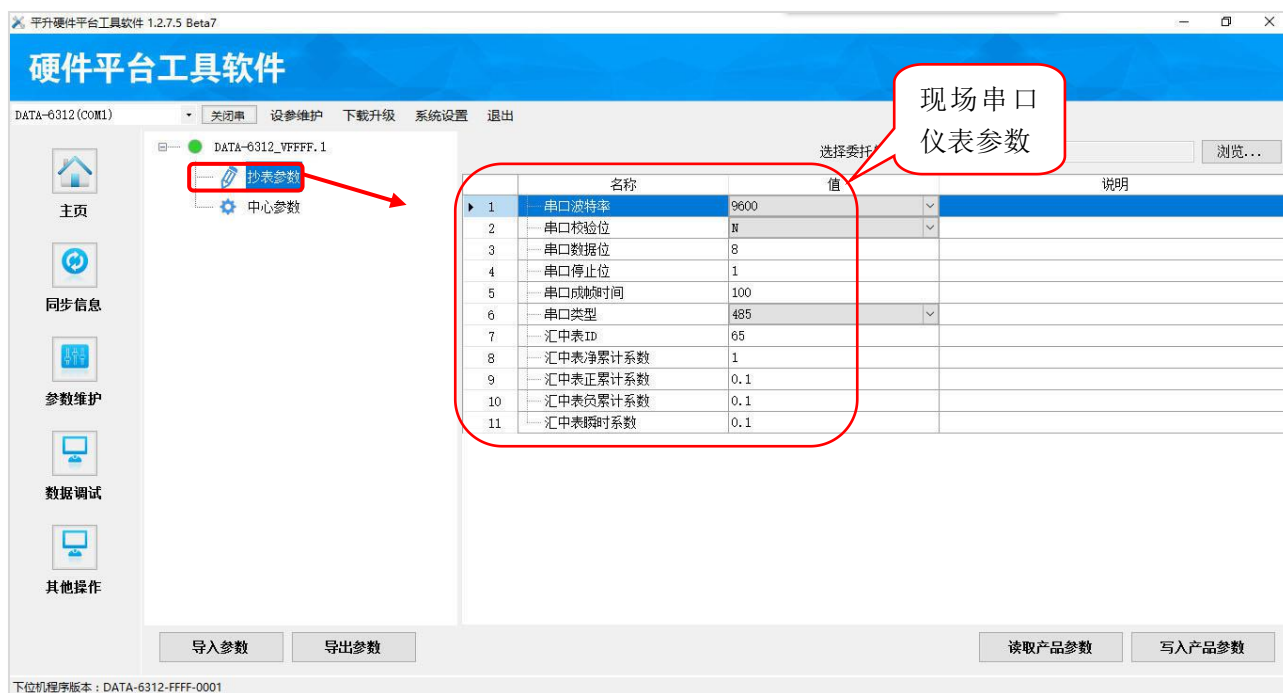 平升硬件平台工具软件 1.2.7.5 Beta7
硬件平台工具软件
现场串口
仪表参数
DATA-6312(COM1) 关闭串 设参维护 下载升级 系统设置 退出
DATA-6312_VFFFF.1
选择委托 浏览...
抄表参数
中心参数
主页
同步信息
参数维护
数据调试
其他操作
名称 值 说明
1 串口波特率 9600
2 串口校验位 N
3 串口数据位 8
4 串口停止位 1
5 串口成帧时间 100
6 串口类型 485
7 汇中表ID 65
8 汇中表净累计系数 1
9 汇中表正累计系数 0.1
10 汇中表负累计系数 0.1
11 汇中表瞬时系数 0.1
导入参数 导出参数 读取产品参数 写入产品参数
下位机程序版本：DATA-6312-FFFF-0001